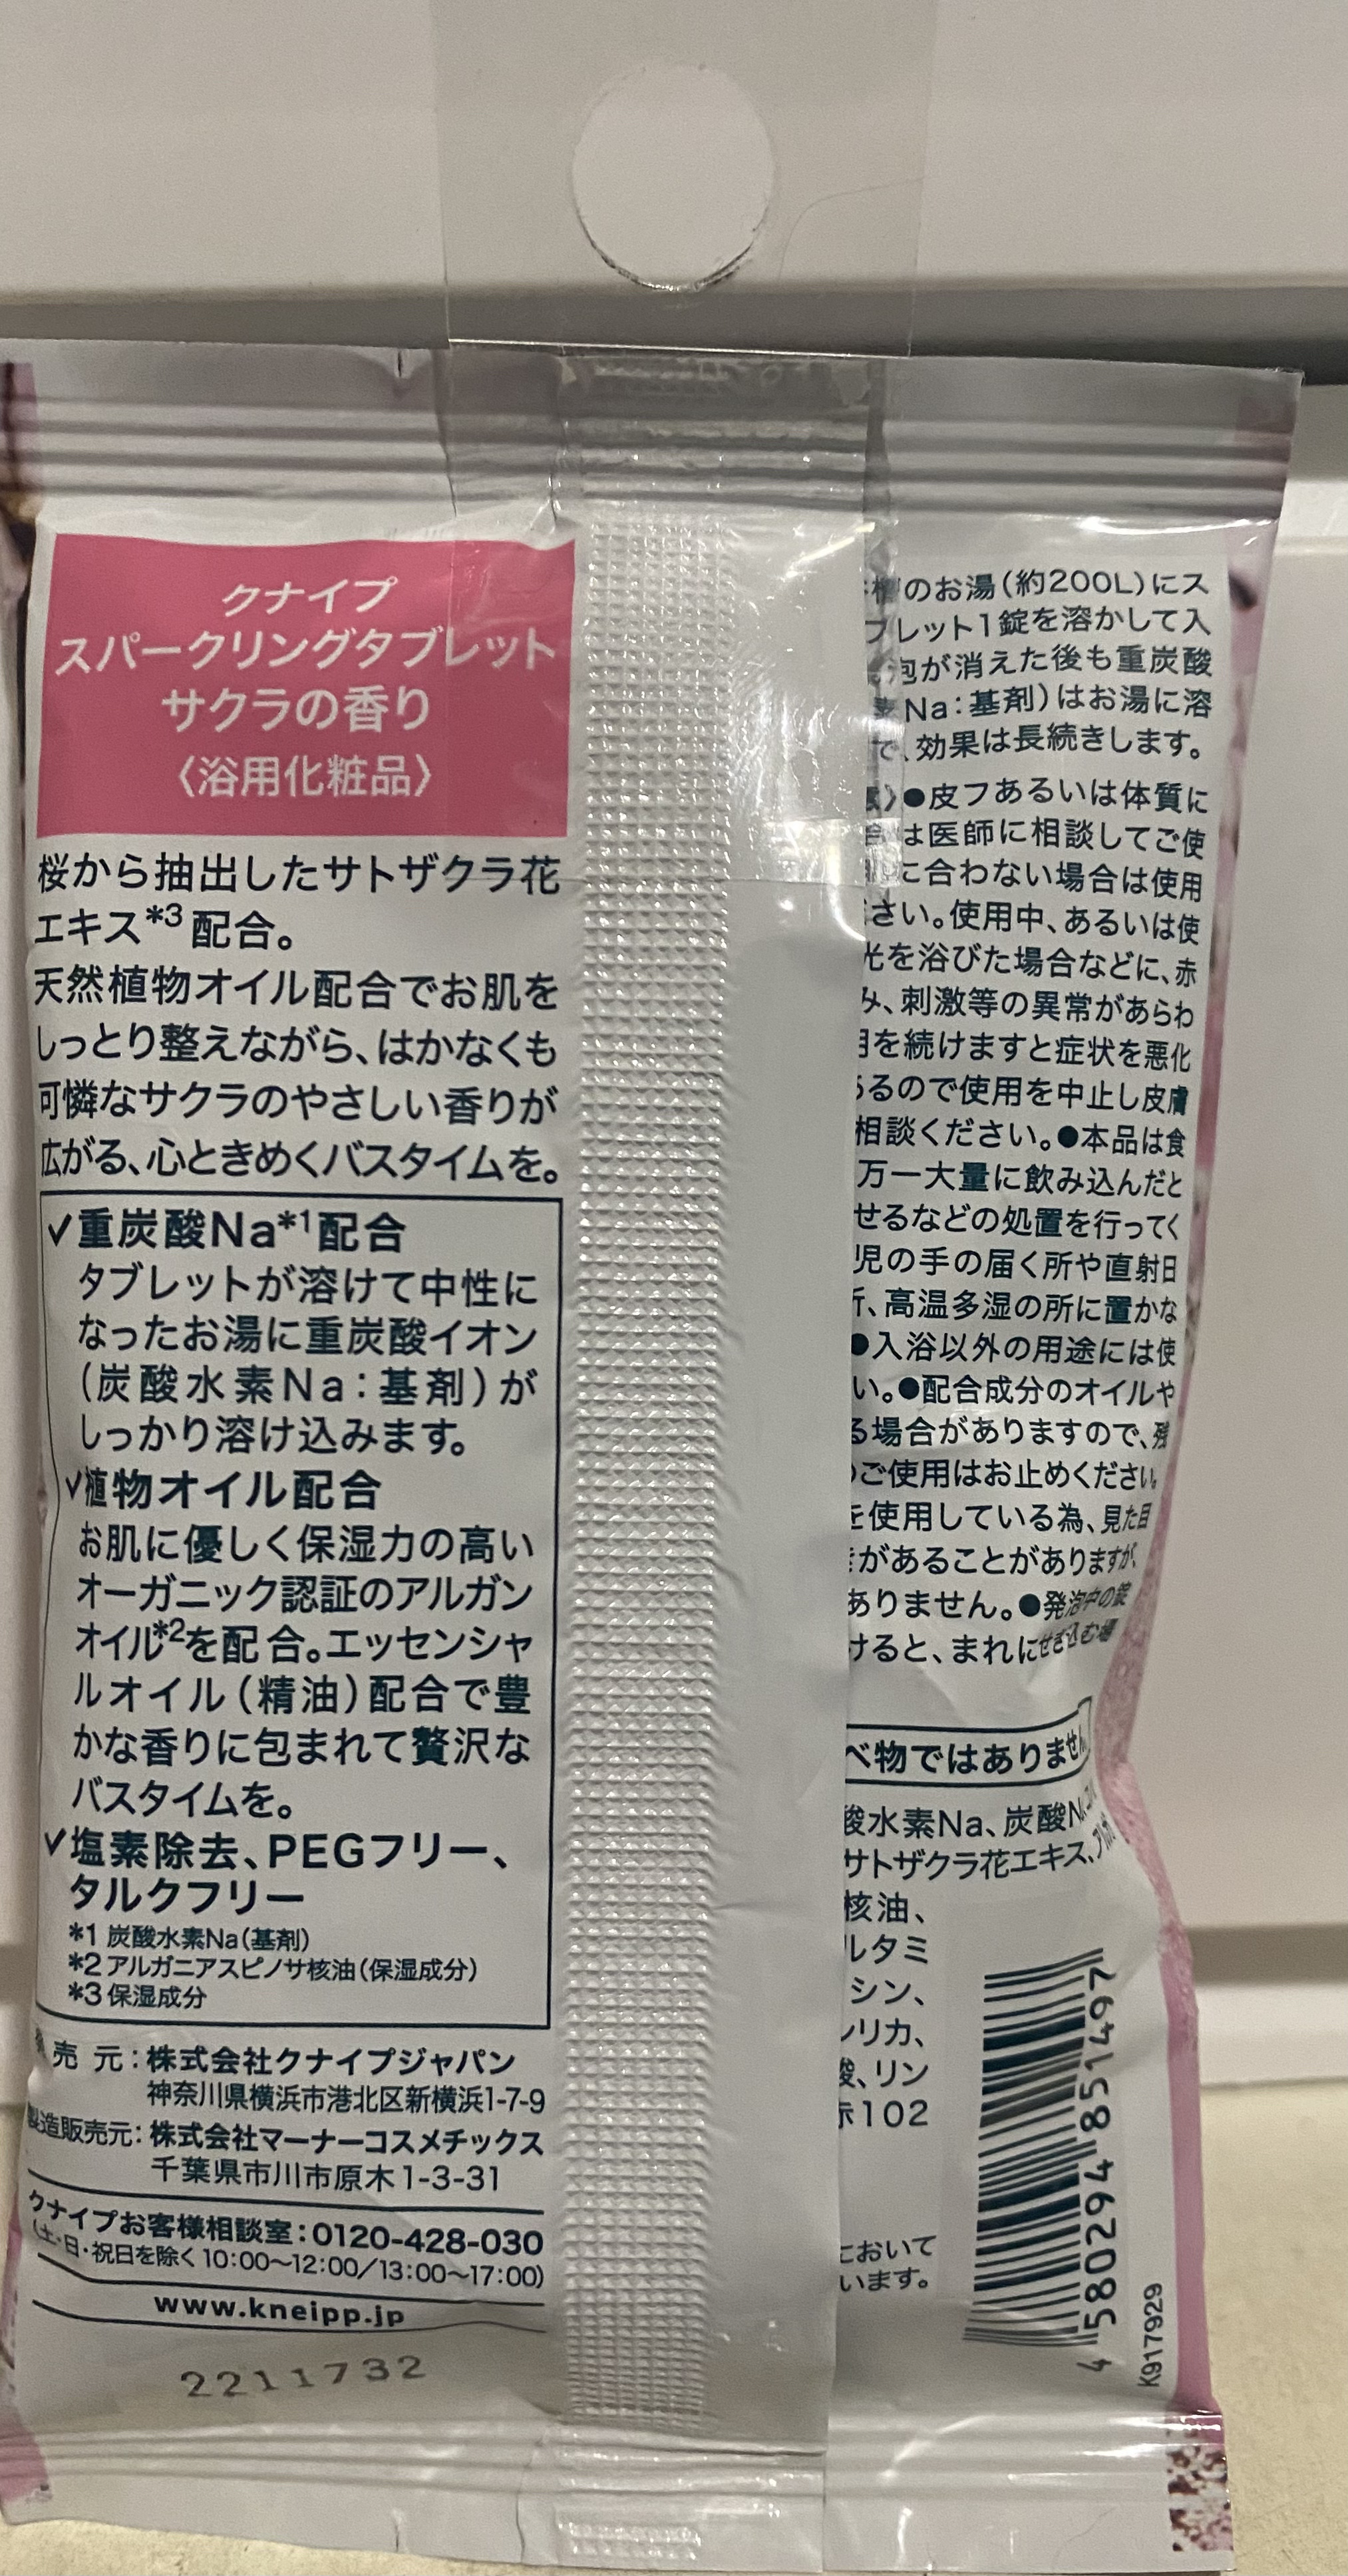 クナイプ
スパークリングタブレット
サクラの香り
〈浴用化粧品〉
桜から抽出したサトザクラ花
エキス*3配合。
天然植物オイル配合でお肌を
しっとり整えながら、はかなくも
可憐なサクラのやさしい香りが
広がる、心ときめくバスタイムを。
✓重炭酸Na*1配合
タブレットが溶けて中性に
なったお湯に重炭酸イオン
(炭酸水素Na:基剤)が
しっかり溶け込みます。
✓植物オイル配合
お肌に優しく保湿力の高い
オーガニック認証のアルガン
オイル*2を配合。エッセンシャ
ルオイル(精油)配合で豊
かな香りに包まれて贅沢な
バスタイムを。
✓塩素除去、PEGフリー、
タルクフリー
*1 炭酸水素Na(基剤)
*2 アルガニアスピノサ核油(保湿成分)
*3 保湿成分
売 元:株式会社クナイプジャパン
神奈川県横浜市港北区新横浜1-7-9
製造販売元:株式会社マーナーコスメチックス
千葉県市川市原木1-3-31
クナイプお客様相談室:0120-428-030
(土・日・祝日を除く10:00〜12:00/13:00〜17:00)
www.kneipp.jp
2211732
槽のお湯(約200L)にス
ブレット1錠を溶かして入
泡が消えた後も重炭酸
Na:基剤)はお湯に溶
で、効果は長続きします。
●皮フあるいは体質に
合は医師に相談してご使
に合わない場合は使用
さい。使用中、あるいは使
光を浴びた場合などに、赤
み、刺激等の異常があらわ
用を続けますと症状を悪化
るので使用を中止し皮膚
相談ください。●本品は食
万一大量に飲み込んだと
せるなどの処置を行ってく
児の手の届く所や直射日
所、高温多湿の所に置かな
●入浴以外の用途には使
い。●配合成分のオイルや
る場合がありますので、残
ご使用はお止めください。
を使用している為、見た目
があることがありますが、
ありません。●発泡中の錠
けると、まれにせき込む場
べ物ではありません
酸水素Na、炭酸Na、
サトザクラ花エキス、
核油、
ルタミ
シン、
シリカ、
酸、リン
赤102
において
います。
4 580294 851497
K917929